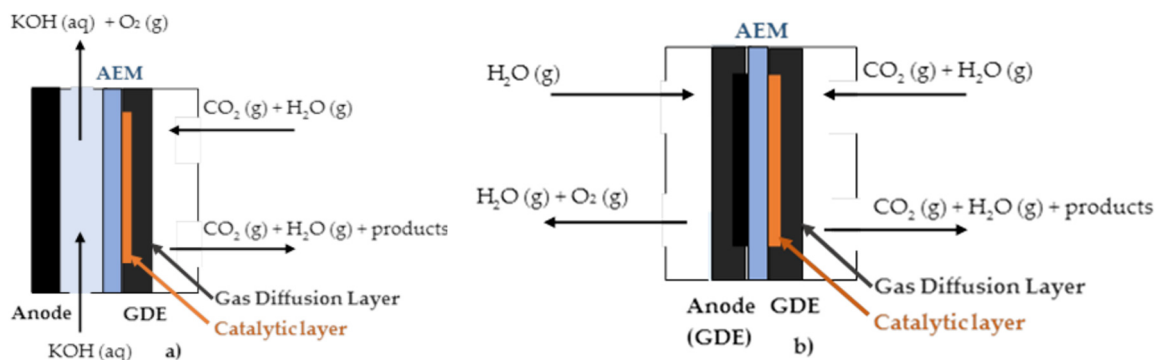 KOH (aq) + O₂ (g)
AEM
CO₂ (g) + H₂O (g)
CO₂ (g) + H₂O (g) + products
Gas Diffusion Layer
Anode
GDE
Catalytic layer
KOH (aq)
a)
AEM
H₂O (g)
CO₂ (g) + H₂O (g)
H₂O (g) + O₂ (g)
CO₂ (g) + H₂O (g) + products
Gas Diffusion Layer
Anode
(GDE)
GDE
Catalytic layer
b)